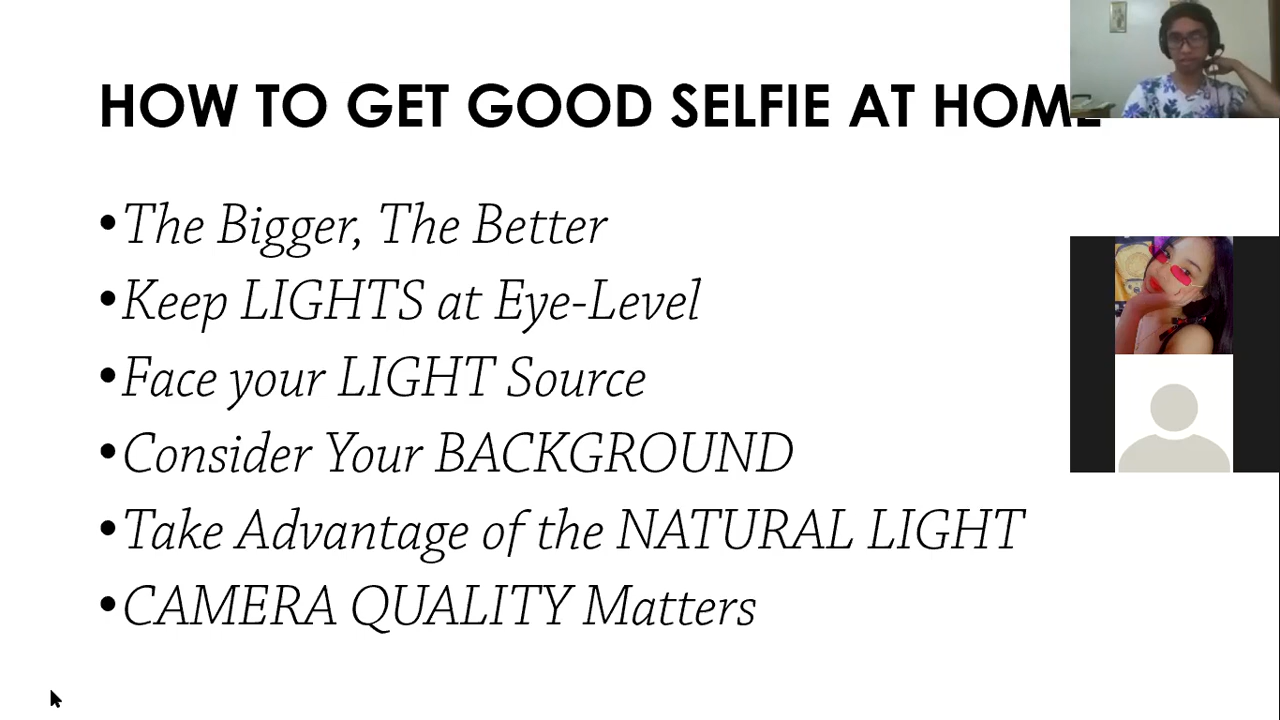 HOW TO GET GOOD SELFIE AT HOME
•The Bigger, The Better
•Keep LIGHTS at Eye-Level
•Face your LIGHT Source
•Consider Your BACKGROUND
•Take Advantage of the NATURAL LIGHT
•CAMERA QUALITY Matters